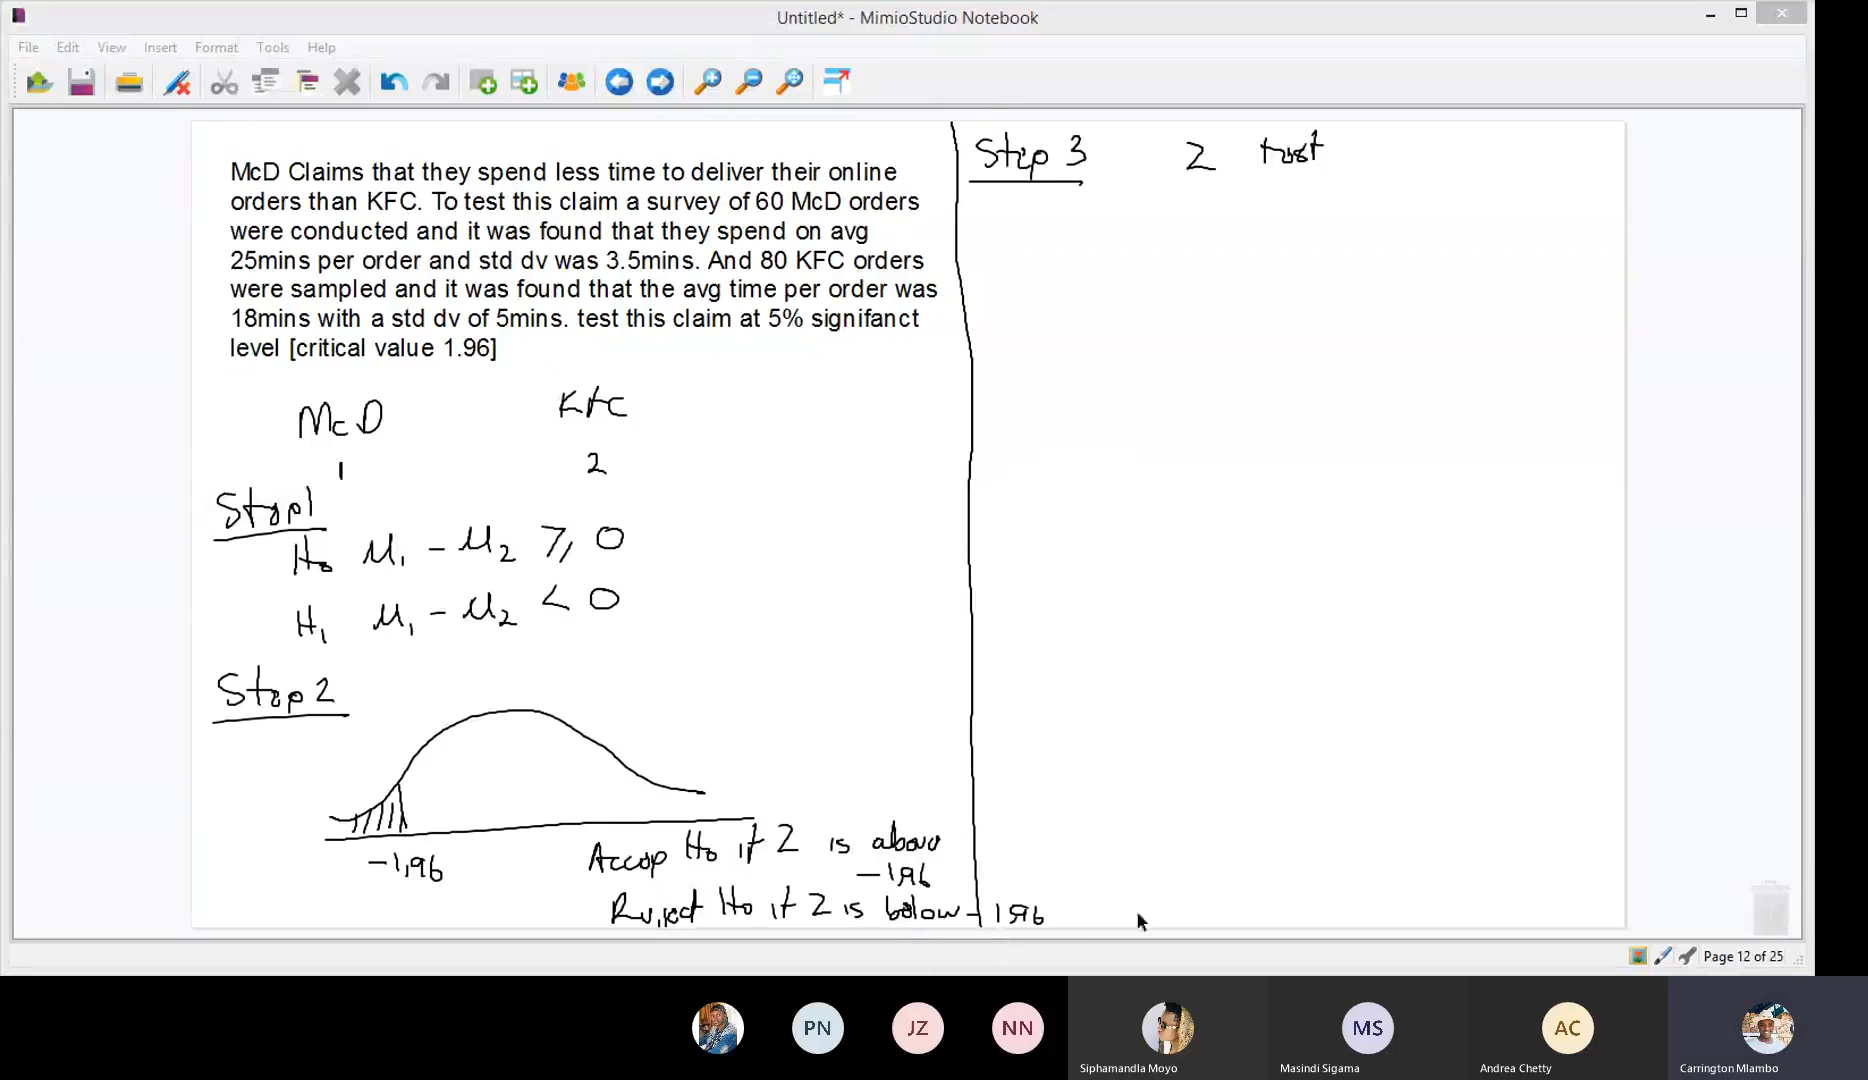 Untitled* - MimioStudio Notebook
File Edit View Insert Format Tools Help
McD Claims that they spend less time to deliver their online
orders than KFC. To test this claim a survey of 60 McD orders
were conducted and it was found that they spend on avg
25mins per order and std dv was 3.5mins. And 80 KFC orders
were sampled and it was found that the avg time per order was
18mins with a std dv of 5mins. test this claim at 5% signifanct
level [critical value 1.96]
McD KFC
1 2
Step1
H₀ μ₁ - μ₂ ≥ 0
H₁ μ₁ - μ₂ < 0
Step 2
-1,96
Accep H₀ if Z is above
-1.96
Reject H₀ if Z is below - 1.96
Step 3 Z test
Page 12 of 25
PN JZ NN MS AC
Siphamandla Moyo Masindi Sigama Andrea Chetty Carrington Mlambo